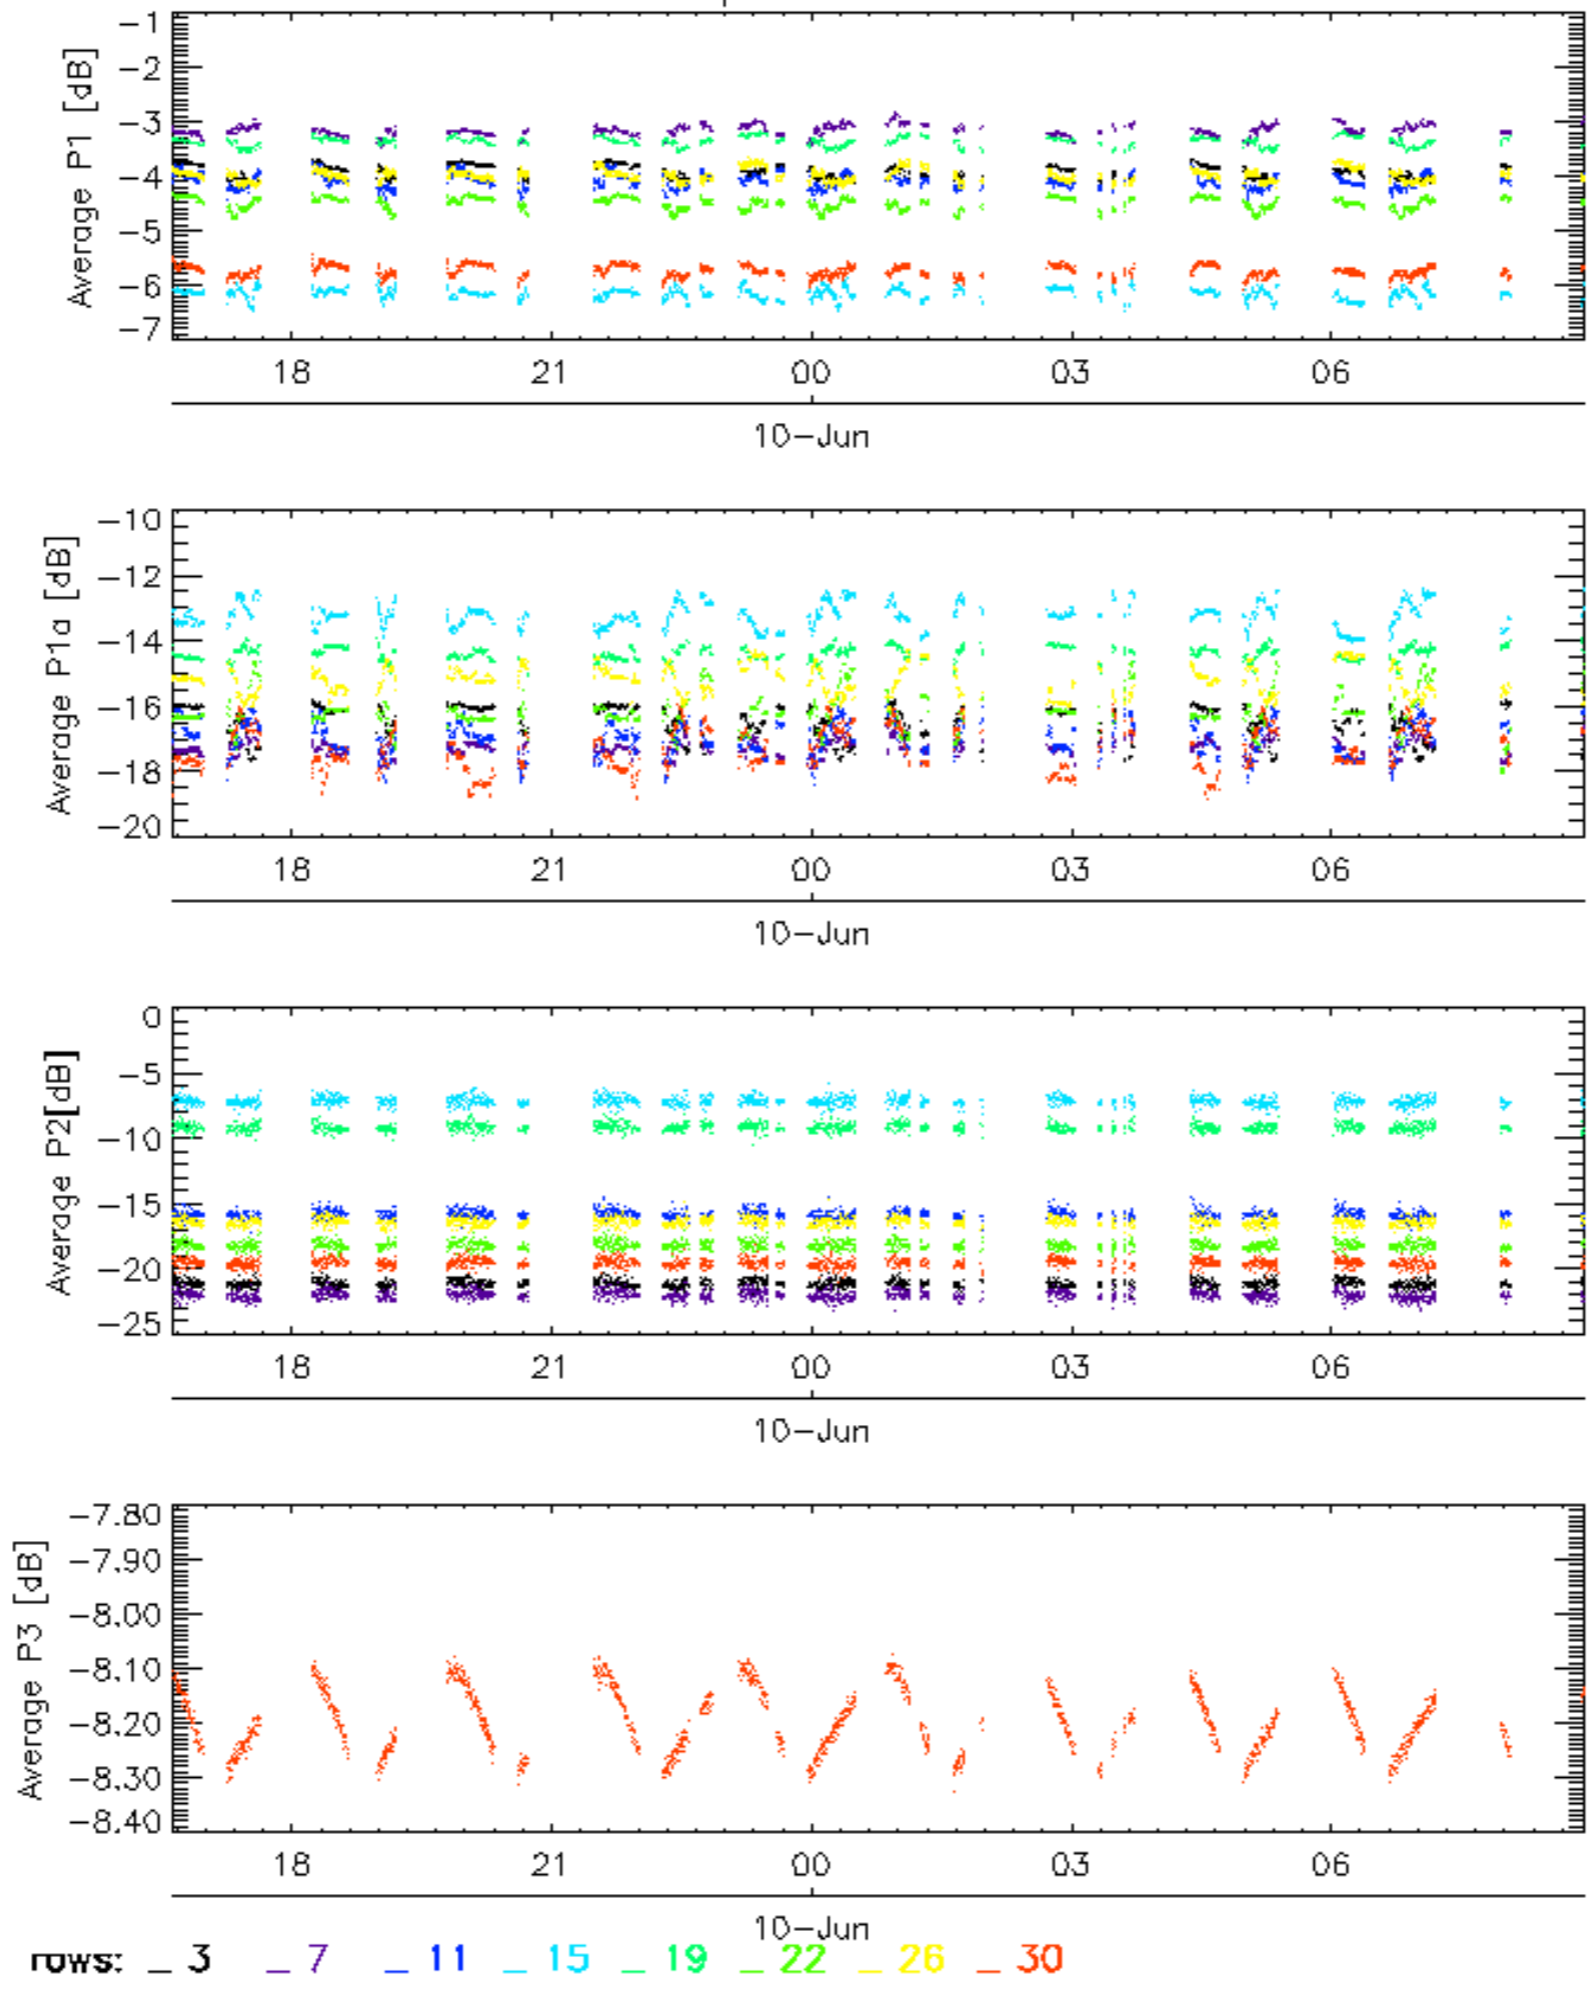 Average P1 [dB]
-1
-2
-3
-4
-5
-6
-7
18 21 00 03 06
10-Jun
Average P1a [dB]
-10
-12
-14
-16
-18
-20
18 21 00 03 06
10-Jun
Average P2[dB]
0
-5
-10
-15
-20
-25
18 21 00 03 06
10-Jun
Average P3 [dB]
-7.80
-7.90
-8.00
-8.10
-8.20
-8.30
-8.40
18 21 00 03 06
10-Jun
rows: _ 3 _ 7 _ 11 _ 15 _ 19 _ 22 _ 26 _ 30